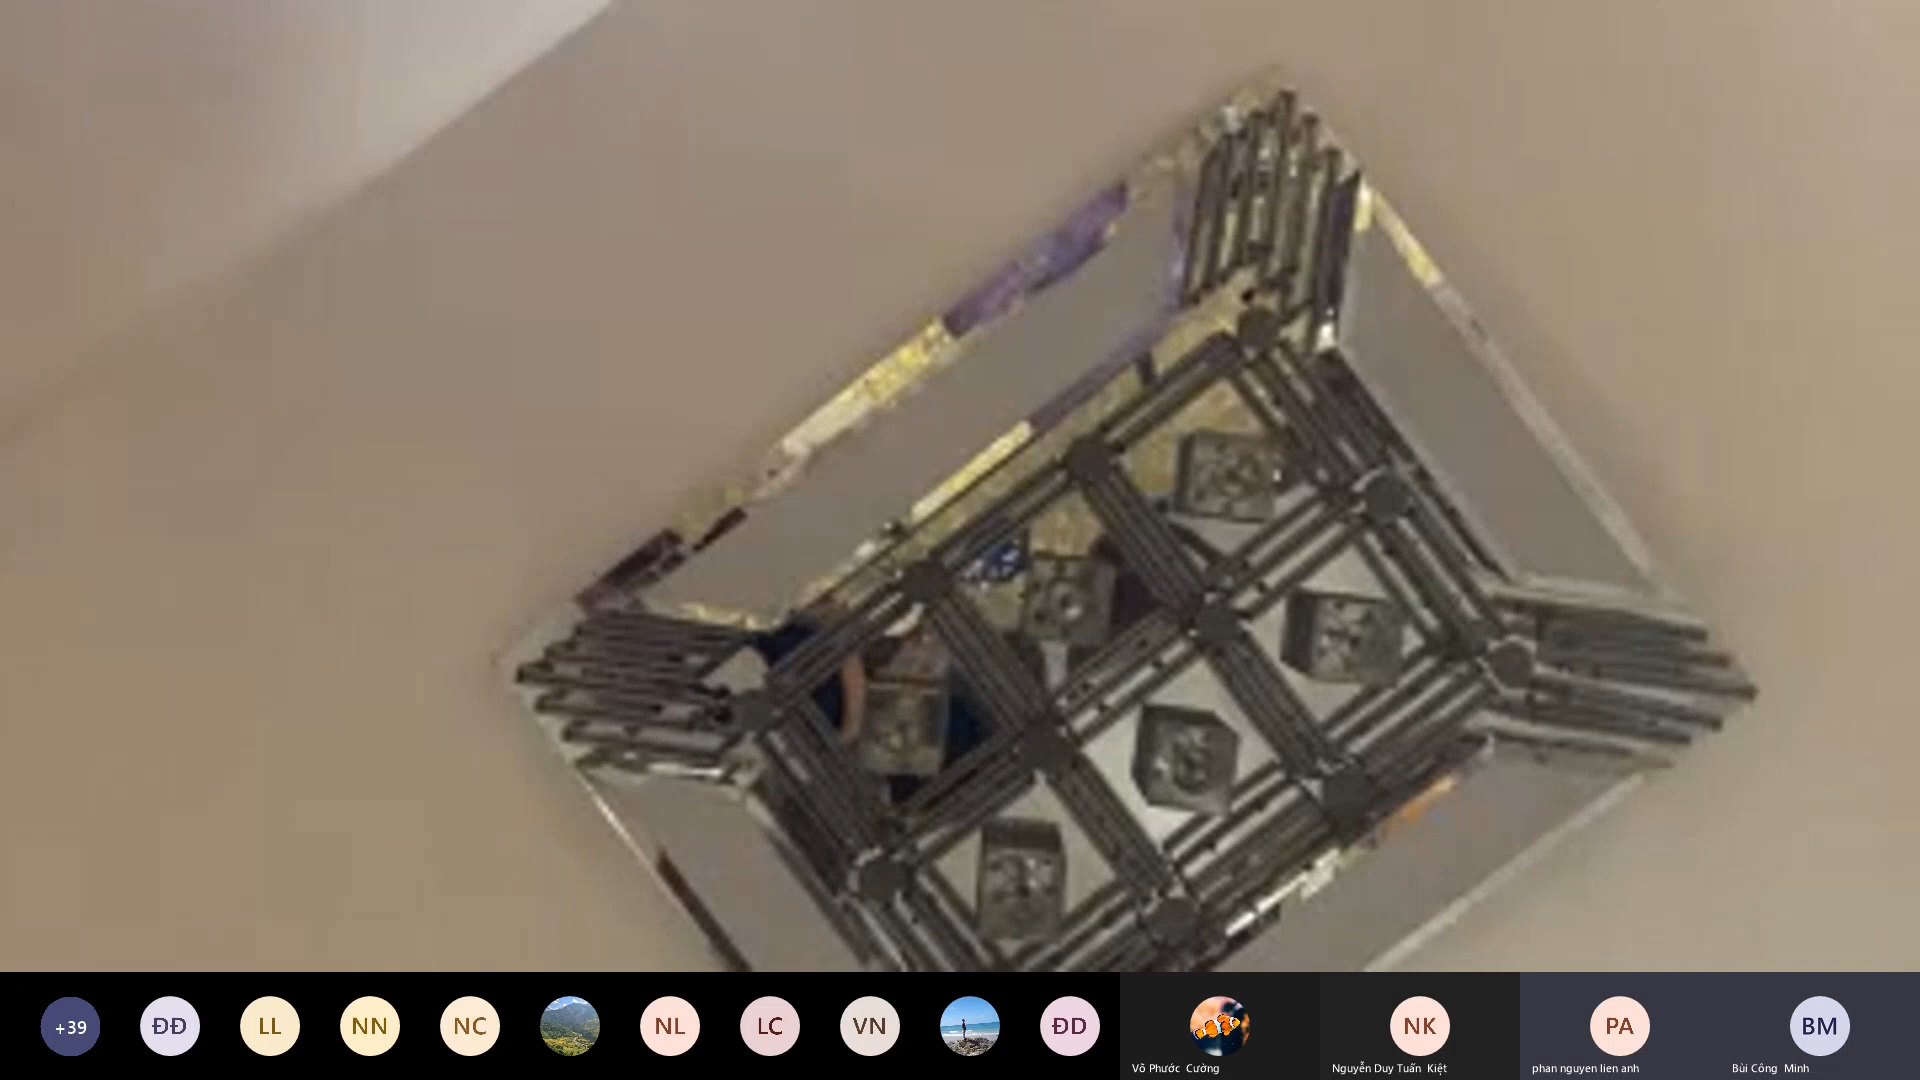 +39
ĐĐ
LL
NN
NC
NL
LC
VN
ĐD
NK
PA
BM
Võ Phước Cường
Nguyễn Duy Tuấn Kiệt
phan nguyen lien anh
Bùi Công Minh